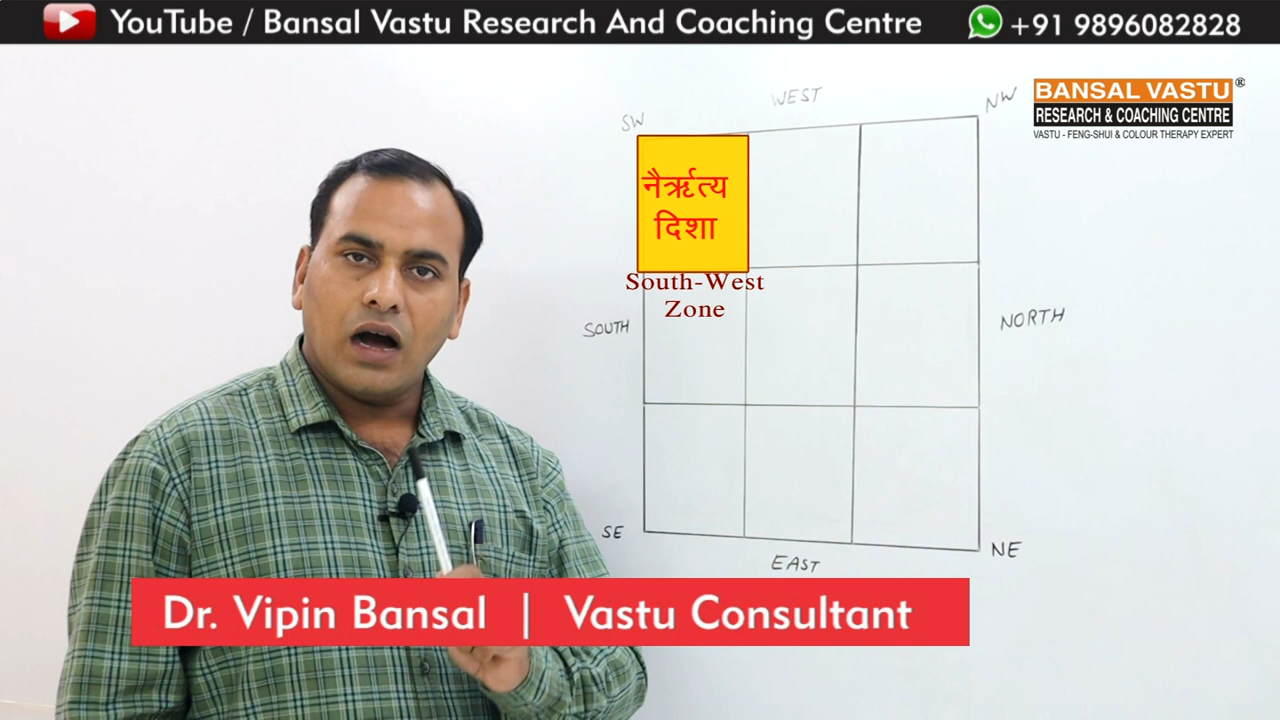 YouTube / Bansal Vastu Research And Coaching Centre
+91 9896082828
BANSAL VASTU®
RESEARCH & COACHING CENTRE
VASTU - FENG-SHUI & COLOUR THERAPY EXPERT
WEST
SW
NW
नैर्ऋत्य
दिशा
South-West
Zone
SOUTH
NORTH
SE
EAST
NE
Dr. Vipin Bansal | Vastu Consultant